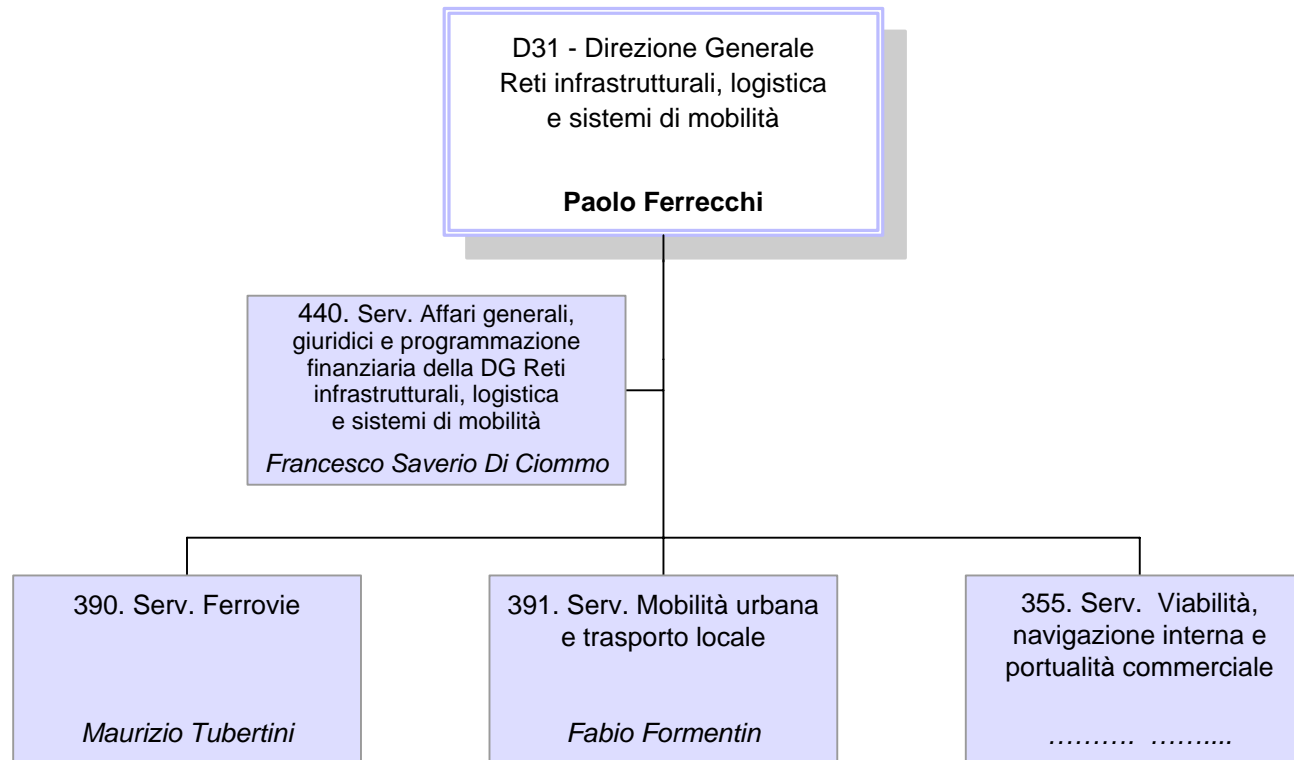 D31 - Direzione Generale
Reti infrastrutturali, logistica
e sistemi di mobilità
Paolo Ferrecchi
440. Serv. Affari generali,
giuridici e programmazione
finanziaria della DG Reti
infrastrutturali, logistica
e sistemi di mobilità
Francesco Saverio Di Ciommo
390. Serv. Ferrovie
Maurizio Tubertini
391. Serv. Mobilità urbana
e trasporto locale
Fabio Formentin
355. Serv.  Viabilità,
navigazione interna e
portualità commerciale
………. ……....